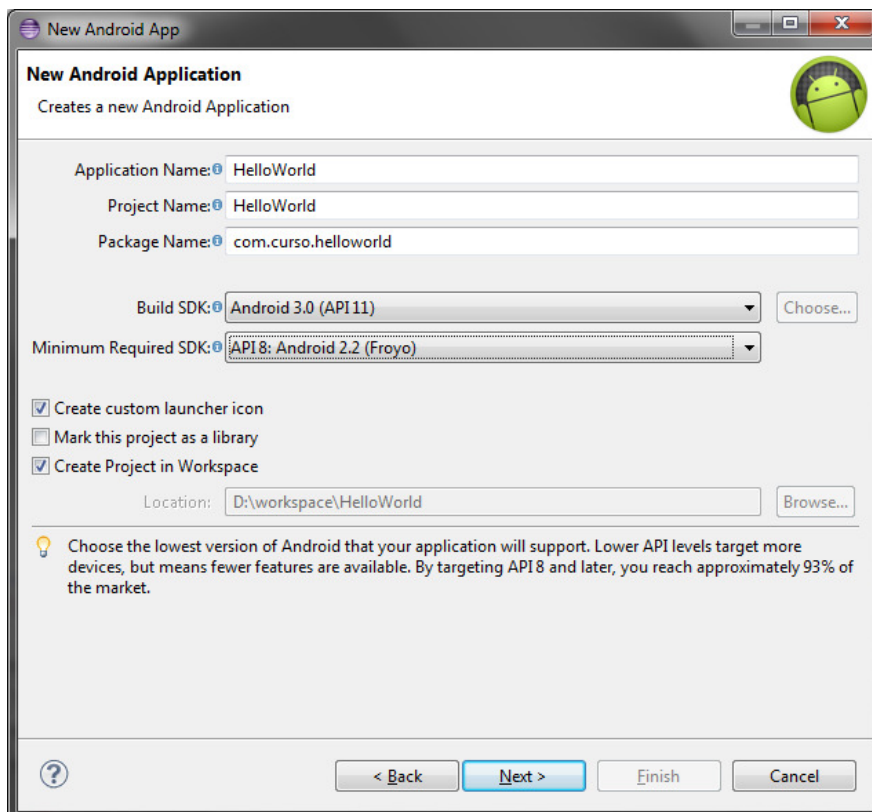 New Android App
New Android Application
Creates a new Android Application
Application Name: HelloWorld
Project Name: HelloWorld
Package Name: com.curso.helloworld
Build SDK: Android 3.0 (API 11) Choose...
Minimum Required SDK: API 8: Android 2.2 (Froyo)
Create custom launcher icon
Mark this project as a library
Create Project in Workspace
Location: D:\workspace\HelloWorld Browse...
Choose the lowest version of Android that your application will support. Lower API levels target more
devices, but means fewer features are available. By targeting API 8 and later, you reach approximately 93% of
the market.
? < Back Next > Finish Cancel